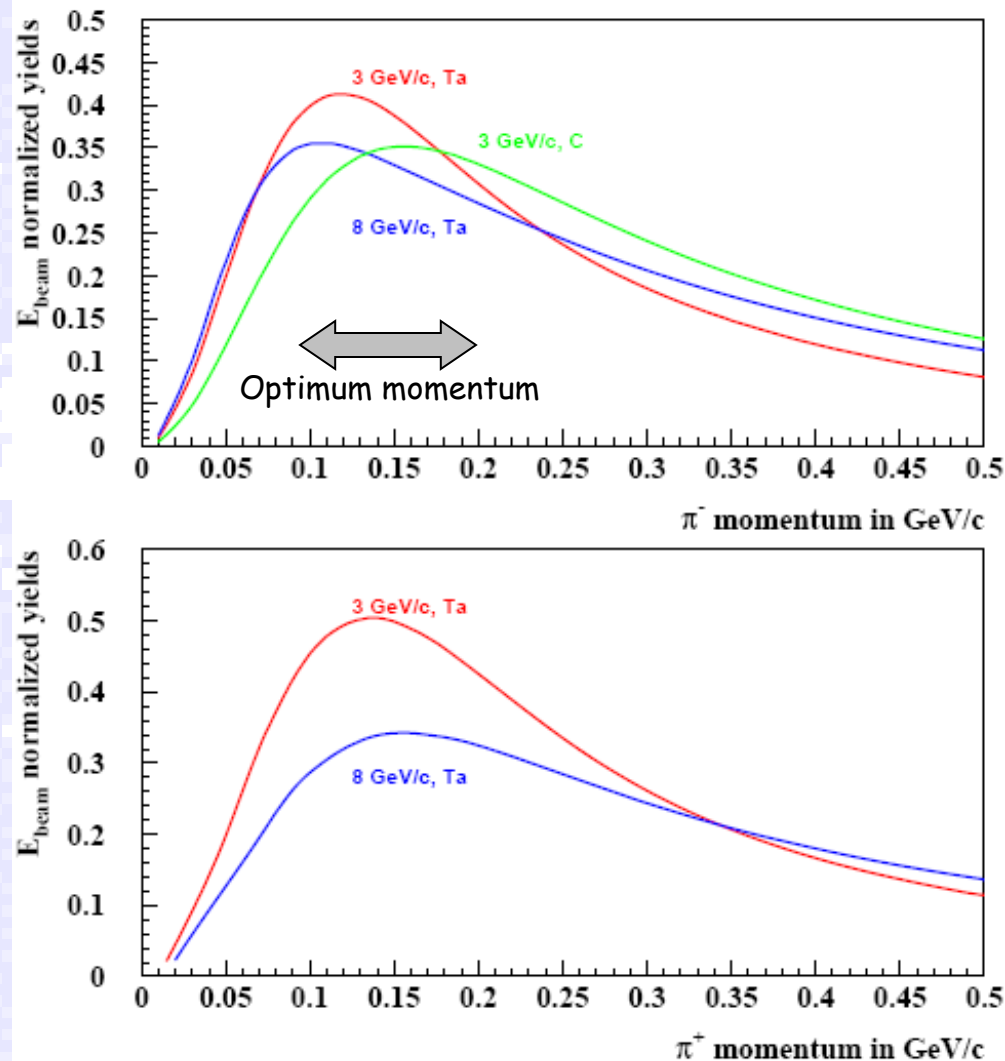 E_beam normalized yields
0.5
0.45
0.4
0.35
0.3
0.25
0.2
0.15
0.1
0.05
0
3 GeV/c, Ta
3 GeV/c, C
8 GeV/c, Ta
Optimum momentum
0 0.05 0.1 0.15 0.2 0.25 0.3 0.35 0.4 0.45 0.5
π⁻ momentum in GeV/c
E_beam normalized yields
0.6
0.5
0.4
0.3
0.2
0.1
0
3 GeV/c, Ta
8 GeV/c, Ta
0 0.05 0.1 0.15 0.2 0.25 0.3 0.35 0.4 0.45 0.5
π⁺ momentum in GeV/c